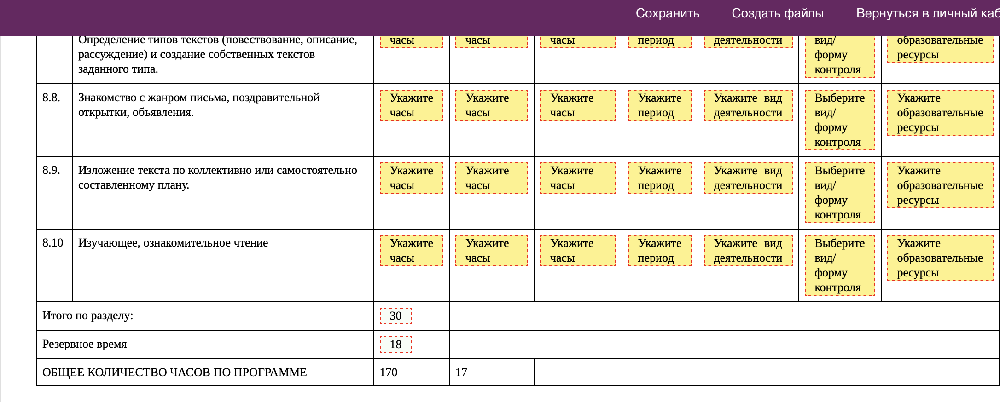 Сохранить Создать файлы Вернуться в личный каб
Определение типов текстов (повествование, описание,
рассуждение) и создание собственных текстов
заданного типа.
часы
часы
часы
период
деятельности
вид/
форму
контроля
образовательные
ресурсы
8.8.
Знакомство с жанром письма, поздравительной
открытки, объявления.
Укажите
часы
Укажите
часы
Укажите
часы
Укажите
период
Укажите вид
деятельности
Выберите
вид/
форму
контроля
Укажите
образовательные
ресурсы
8.9.
Изложение текста по коллективно или самостоятельно
составленному плану.
Укажите
часы
Укажите
часы
Укажите
часы
Укажите
период
Укажите вид
деятельности
Выберите
вид/
форму
контроля
Укажите
образовательные
ресурсы
8.10
Изучающее, ознакомительное чтение
Укажите
часы
Укажите
часы
Укажите
часы
Укажите
период
Укажите вид
деятельности
Выберите
вид/
форму
контроля
Укажите
образовательные
ресурсы
Итого по разделу: 30
Резервное время 18
ОБЩЕЕ КОЛИЧЕСТВО ЧАСОВ ПО ПРОГРАММЕ 170 17